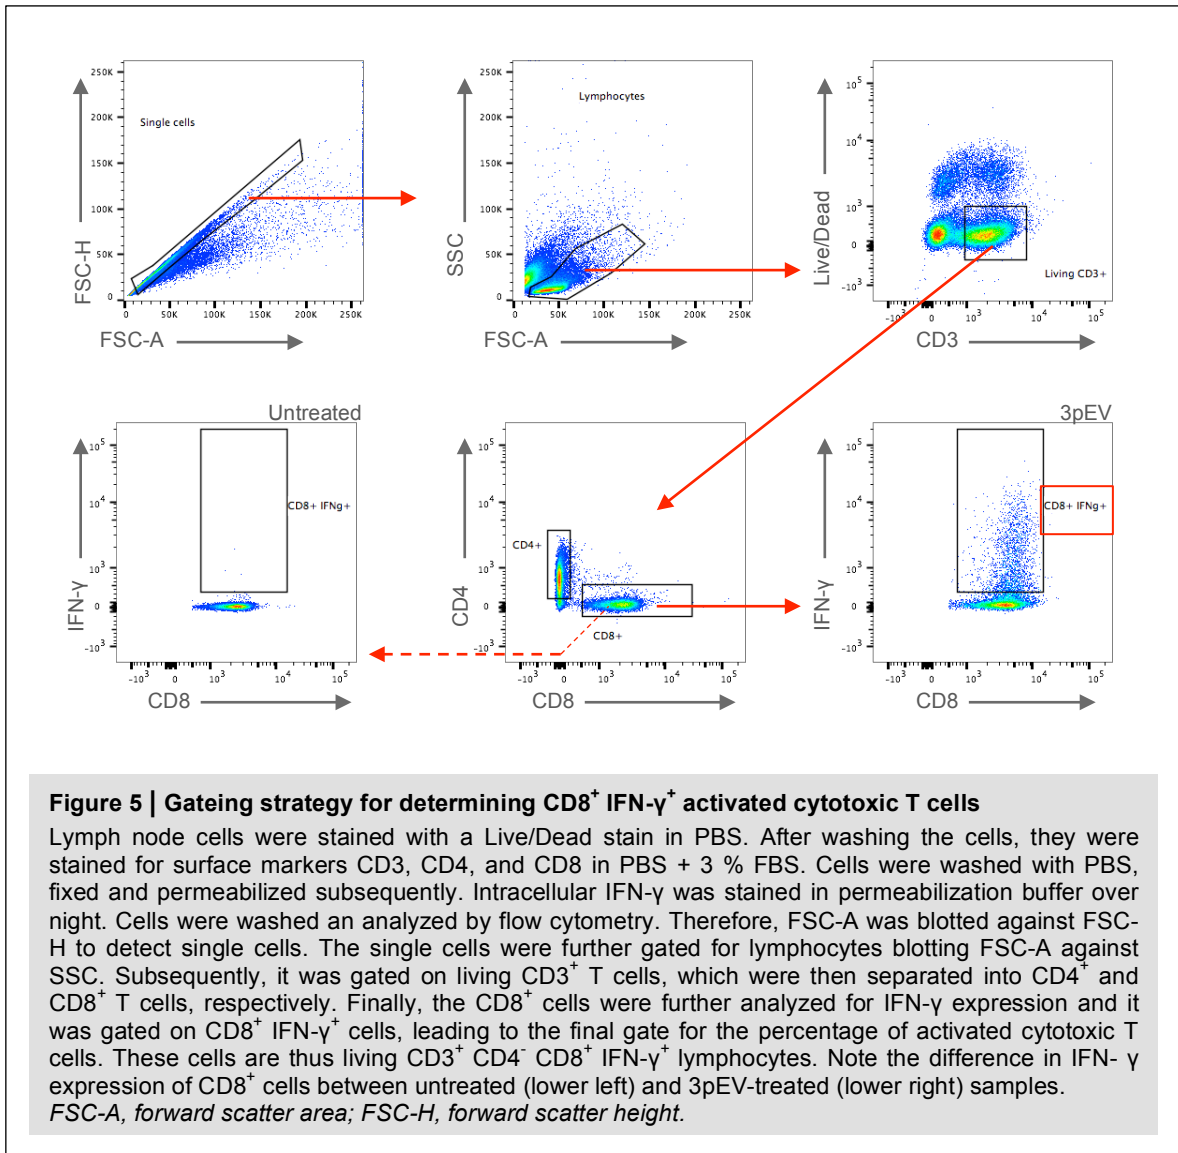 250K
200K
150K
100K
50K
0
Single cells
FSC-H
0 50K 100K 150K 200K 250K
FSC-A
250K
200K
150K
100K
50K
0
Lymphocytes
SSC
0 50K 100K 150K 200K 250K
FSC-A
10^5
10^4
10^3
0
-10^3
Live/Dead
Living CD3+
-10^3 0 10^3 10^4 10^5
CD3
Untreated
10^5
10^4
10^3
0
-10^3
IFN-γ
CD8+ IFNg+
-10^3 0 10^3 10^4 10^5
CD8
10^5
10^4
10^3
0
-10^3
CD4
CD4+
CD8+
-10^3 0 10^3 10^4 10^5
CD8
3pEV
10^5
10^4
10^3
0
-10^3
IFN-γ
CD8+ IFNg+
-10^3 0 10^3 10^4 10^5
CD8
Figure 5 | Gateing strategy for determining CD8⁺ IFN-γ⁺ activated cytotoxic T cells
Lymph node cells were stained with a Live/Dead stain in PBS. After washing the cells, they were
stained for surface markers CD3, CD4, and CD8 in PBS + 3 % FBS. Cells were washed with PBS,
fixed and permeabilized subsequently. Intracellular IFN-γ was stained in permeabilization buffer over
night. Cells were washed an analyzed by flow cytometry. Therefore, FSC-A was blotted against FSC-
H to detect single cells. The single cells were further gated for lymphocytes blotting FSC-A against
SSC. Subsequently, it was gated on living CD3⁺ T cells, which were then separated into CD4⁺ and
CD8⁺ T cells, respectively. Finally, the CD8⁺ cells were further analyzed for IFN-γ expression and it
was gated on CD8⁺ IFN-γ⁺ cells, leading to the final gate for the percentage of activated cytotoxic T
cells. These cells are thus living CD3⁺ CD4⁻ CD8⁺ IFN-γ⁺ lymphocytes. Note the difference in IFN- γ
expression of CD8⁺ cells between untreated (lower left) and 3pEV-treated (lower right) samples.
FSC-A, forward scatter area; FSC-H, forward scatter height.